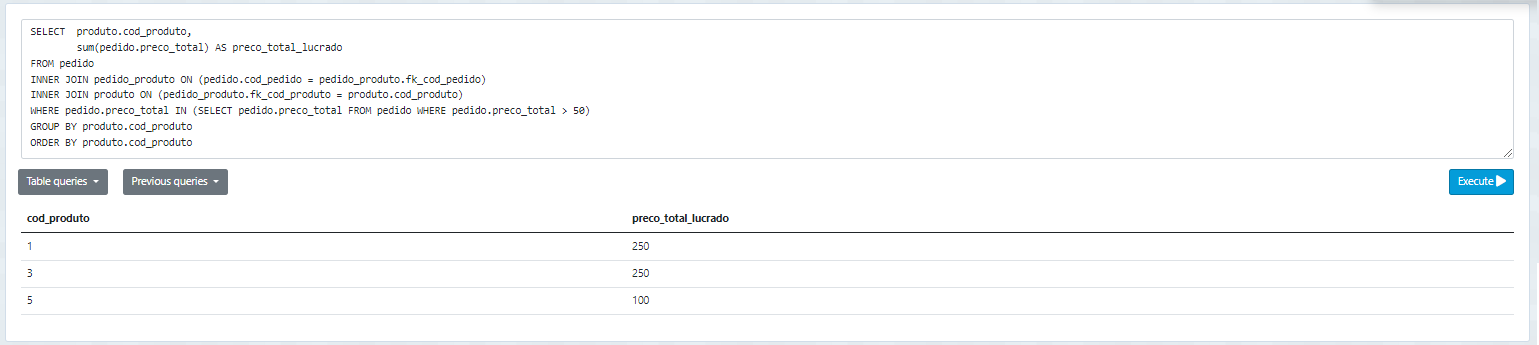 SELECT  produto.cod_produto,
        sum(pedido.preco_total) AS preco_total_lucrado
FROM pedido
INNER JOIN pedido_produto ON (pedido.cod_pedido = pedido_produto.fk_cod_pedido)
INNER JOIN produto ON (pedido_produto.fk_cod_produto = produto.cod_produto)
WHERE pedido.preco_total IN (SELECT pedido.preco_total FROM pedido WHERE pedido.preco_total > 50)
GROUP BY produto.cod_produto
ORDER BY produto.cod_produto
Table queries Previous queries Execute
cod_produto preco_total_lucrado
1 250
3 250
5 100